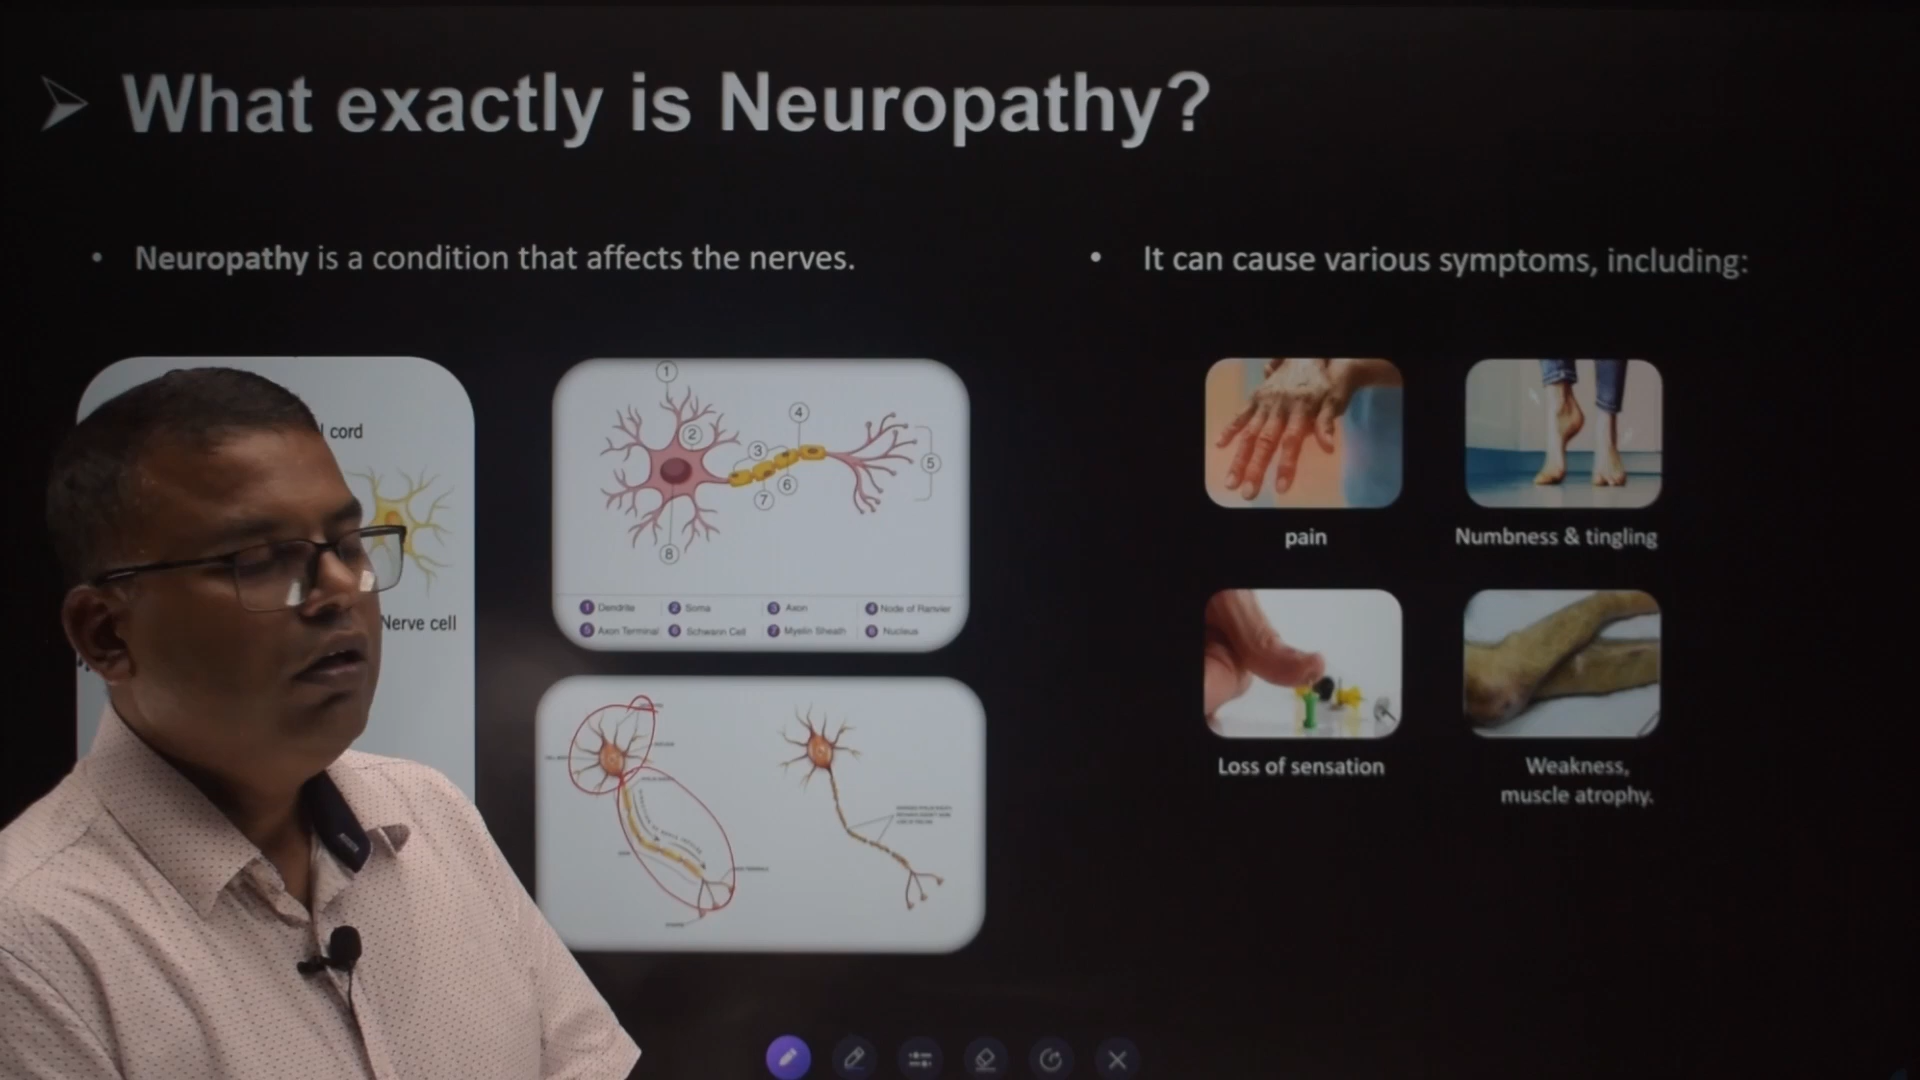 What exactly is Neuropathy?
• Neuropathy is a condition that affects the nerves.
• It can cause various symptoms, including:
cord
Nerve cell
1
2
3
4
5
6
7
8
1 Dendrite 2 Soma 3 Axon 4 Node of Ranvier
5 Axon Terminal 6 Schwann Cell 7 Myelin Sheath 8 Nucleus
pain
Numbness & tingling
Loss of sensation
Weakness,
muscle atrophy.